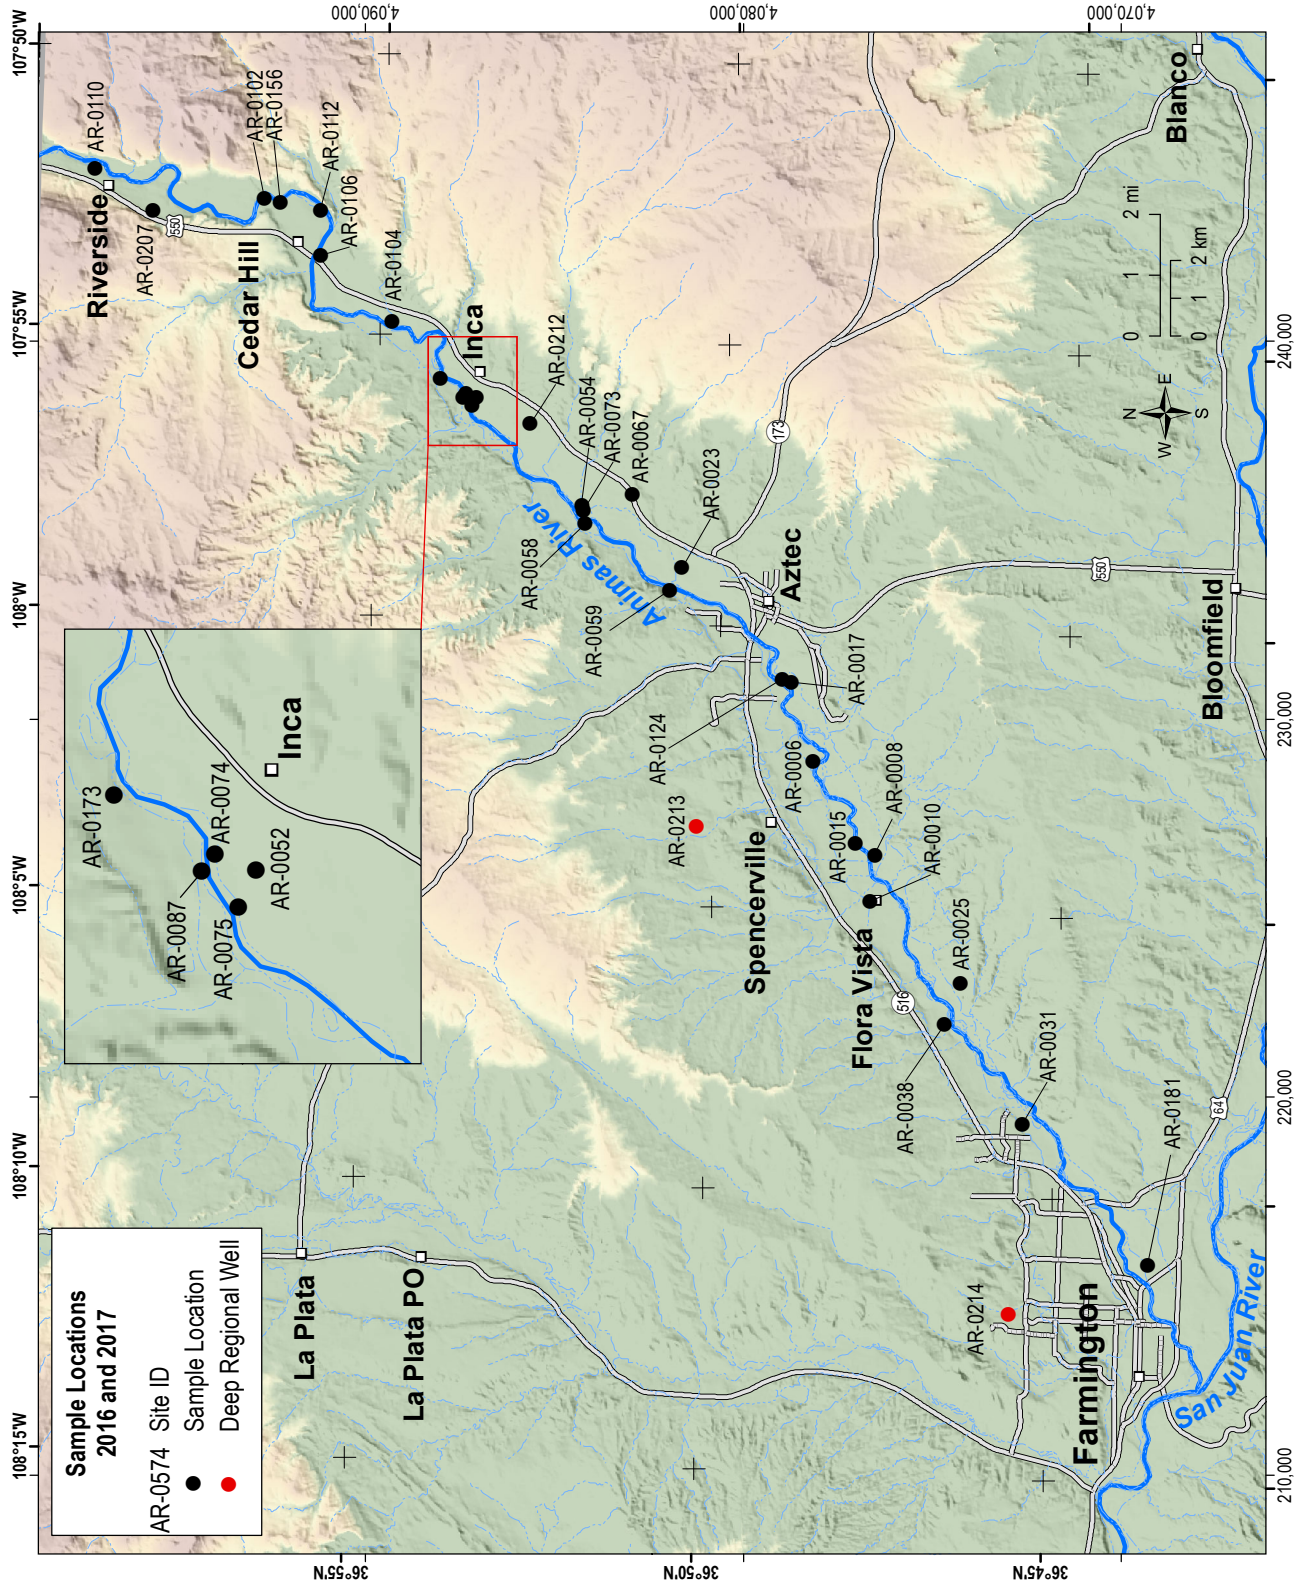 Sample Locations
2016 and 2017
AR-0574 Site ID
Sample Location
Deep Regional Well
108°15'W
108°10'W
108°5'W
108°W
107°55'W
107°50'W
4,090,000
4,080,000
4,070,000
36°55'N
36°50'N
36°45'N
210,000
220,000
230,000
240,000
AR-0173
AR-0087
AR-0074
AR-0075
AR-0052
Inca
Riverside
AR-0110
AR-0207
550
Cedar Hill
AR-0102
AR-0156
AR-0112
AR-0106
AR-0104
Inca
AR-0212
AR-0054
AR-0073
AR-0067
AR-0058
AR-0023
AR-0059
Animas River
Aztec
173
550
AR-0017
AR-0124
AR-0006
AR-0213
Spencerville
AR-0015
AR-0008
AR-0010
Flora Vista
AR-0025
516
AR-0038
AR-0031
AR-0181
64
La Plata
La Plata PO
AR-0214
Farmington
San Juan River
Bloomfield
Blanco
N
W E
S
0 1 2 mi
0 1 2 km